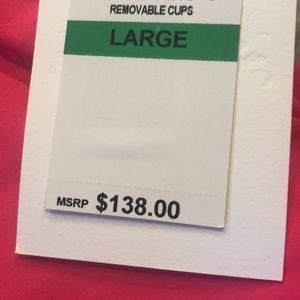 REMOVABLE CUPS
LARGE
MSRP $138.00